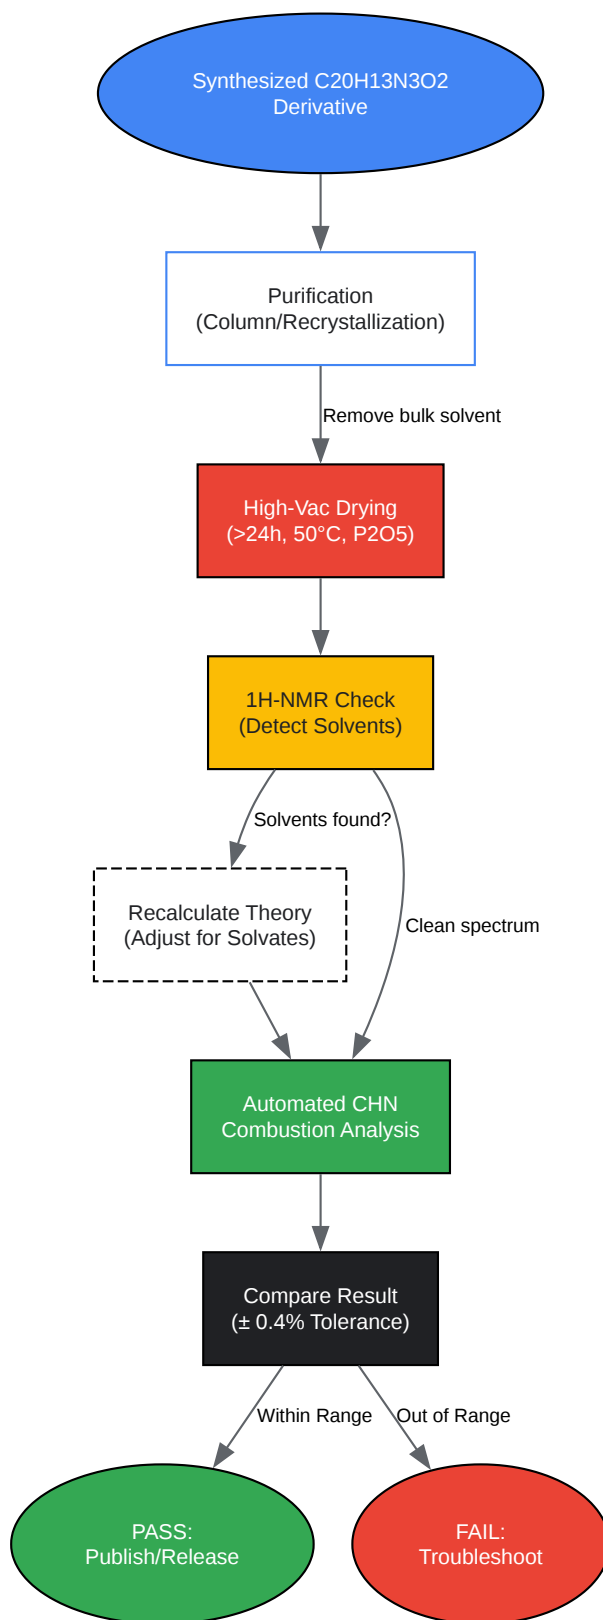 Synthesized C20H13N3O2
Derivative
Purification
(Column/Recrystallization)
Remove bulk solvent
High-Vac Drying
(>24h, 50°C, P2O5)
1H-NMR Check
(Detect Solvents)
Solvents found?
Recalculate Theory
(Adjust for Solvates)
Clean spectrum
Automated CHN
Combustion Analysis
Compare Result
(± 0.4% Tolerance)
Within Range
Out of Range
PASS:
Publish/Release
FAIL:
Troubleshoot